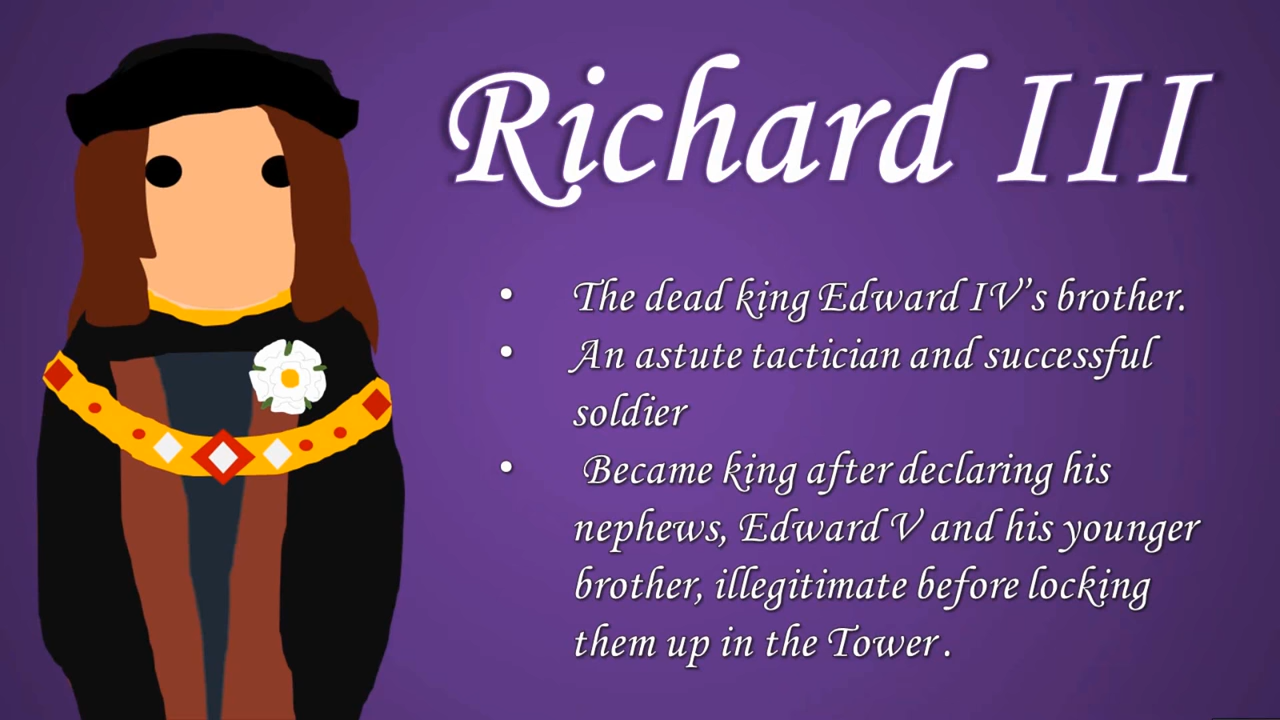 Richard III
• The dead king Edward IV's brother.
• An astute tactician and successful
soldier
• Became king after declaring his
nephews, Edward V and his younger
brother, illegitimate before locking
them up in the Tower.